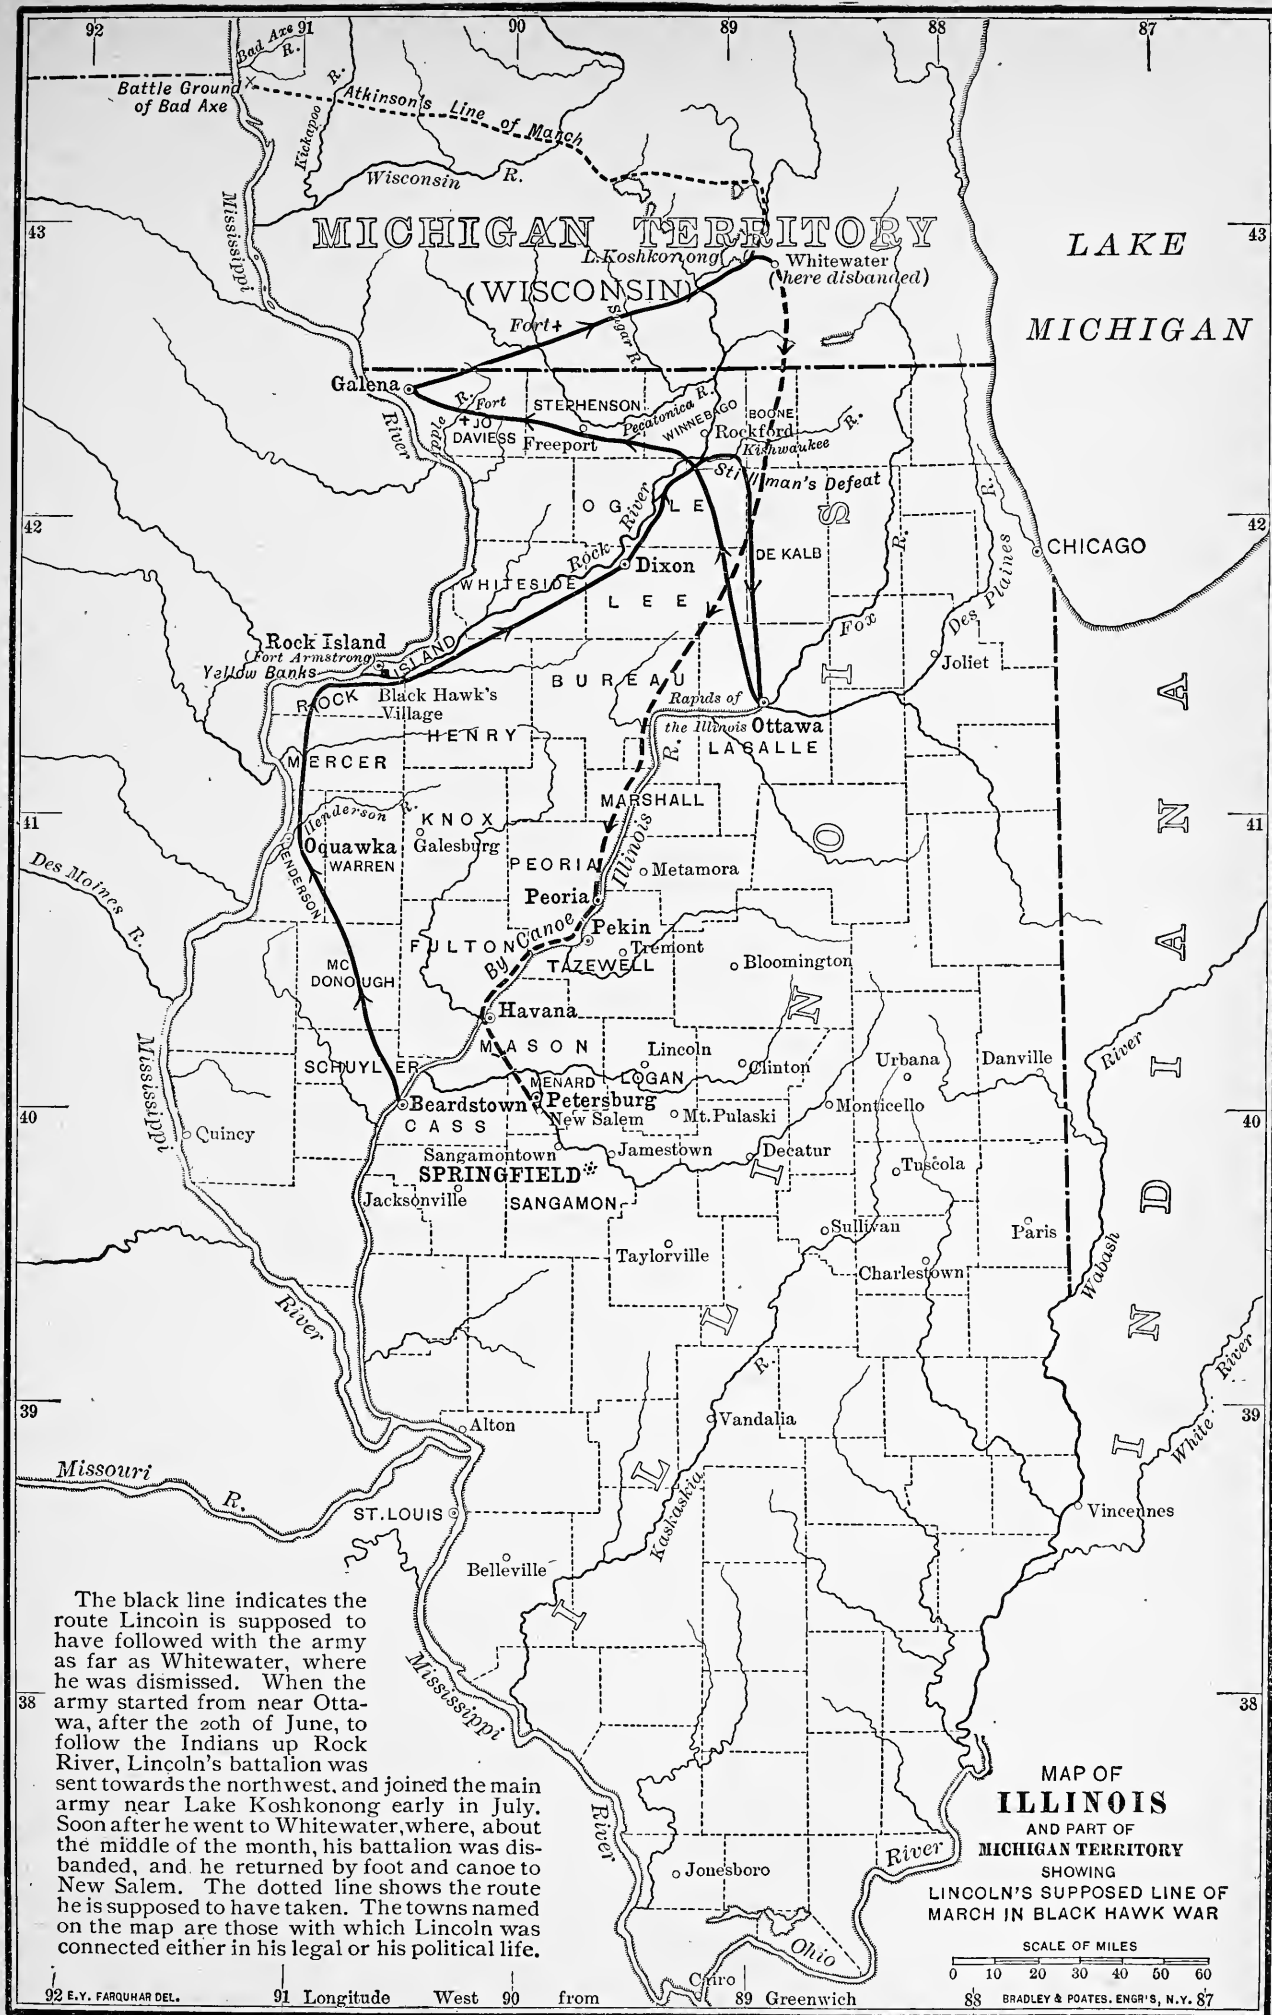 92
91
90
89
88
87
Bad Axe
R.
Battle Ground
of Bad Axe
Atkinson's Line of March
Kickapoo
R.
Wisconsin R.
Mississippi
43
43
MICHIGAN TERRITORY
(WISCONSIN)
L. Koshkonong
Whitewater
(here disbanded)
LAKE
MICHIGAN
Fort+
Sugar R.
Galena
Apple
R.
Fort
+JO
DAVIESS
STEPHENSON
Freeport
Pecatonica R.
WINNEBAGO
BOONE
Rockford
Kishwaukee
R.
River
Stillman's Defeat
42
42
OGLE
Rock River
Dixon
DE KALB
R.
R.
CHICAGO
WHITESIDE
LEE
Fox
Des Plaines
Joliet
Rock Island
(Fort Armstrong)
Yellow Banks
ROCK
ISLAND
Black Hawk's
Village
BUREAU
Rapids of
the Illinois
Ottawa
LASALLE
HENRY
MERCER
R.
41
41
Henderson R.
KNOX
Galesburg
MARSHALL
Oquawka
WARREN
HENDERSON
PEORIA
Illinois
Metamora
Des Moines R.
Peoria
Pekin
By Canoe
FULTON
Tremont
TAZEWELL
Bloomington
MC
DONOUGH
Havana
MASON
Mississippi
SCHUYLER
Lincoln
LOGAN
MENARD
Clinton
Urbana
Danville
River
40
40
Beardstown
CASS
Petersburg
New Salem
Mt. Pulaski
Monticello
Quincy
Sangamontown
Jamestown
Decatur
SPRINGFIELD
Tuscola
Jacksonville
SANGAMON
Paris
Sullivan
Taylorville
Charlestown
Wabash
River
ILLINOIS
INDIANA
39
39
R.
Vandalia
White River
Alton
Missouri
R.
ST. LOUIS
Kaskaskia
Vincennes
Belleville
The black line indicates the
route Lincoln is supposed to
have followed with the army
as far as Whitewater, where
he was dismissed. When the
38
38
army started from near Otta-
wa, after the 20th of June, to
follow the Indians up Rock
River, Lincoln's battalion was
sent towards the northwest, and joined the main
army near Lake Koshkonong early in July.
Soon after he went to Whitewater, where, about
the middle of the month, his battalion was dis-
banded, and he returned by foot and canoe to
New Salem. The dotted line shows the route
he is supposed to have taken. The towns named
on the map are those with which Lincoln was
connected either in his legal or his political life.
Mississippi
River
Jonesboro
River
Ohio
Cairo
MAP OF
ILLINOIS
AND PART OF
MICHIGAN TERRITORY
SHOWING
LINCOLN'S SUPPOSED LINE OF
MARCH IN BLACK HAWK WAR
SCALE OF MILES
0 10 20 30 40 50 60
92 E.Y. FARQUHAR DEL.
91 Longitude West 90 from 89 Greenwich
88 BRADLEY & POATES. ENGR'S, N.Y. 87